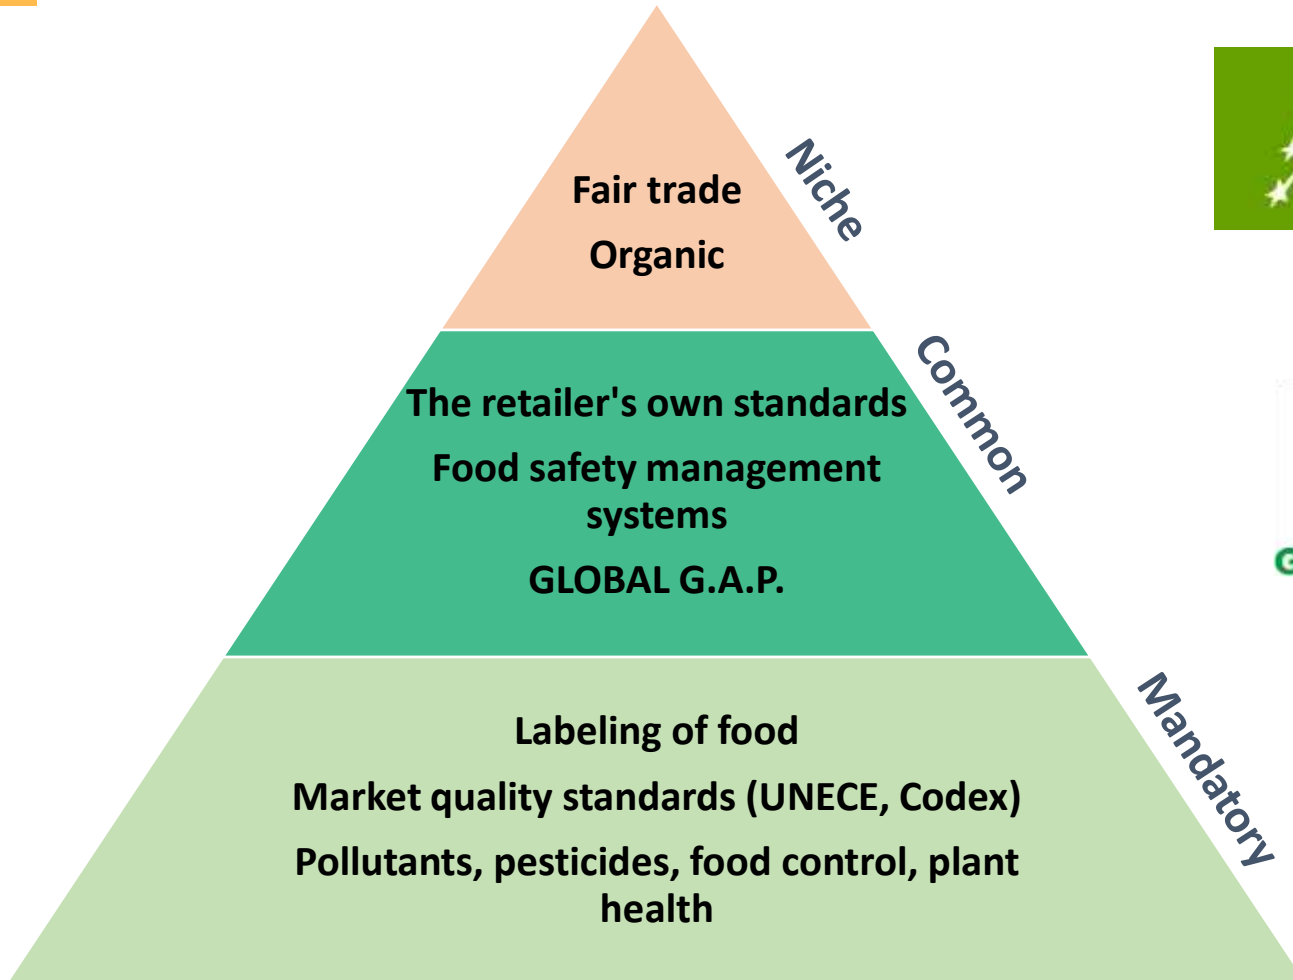 Fair trade
Organic
Niche
The retailer's own standards
Food safety management
systems
GLOBAL G.A.P.
Common
Labeling of food
Market quality standards (UNECE, Codex)
Pollutants, pesticides, food control, plant
health
Mandatory
G